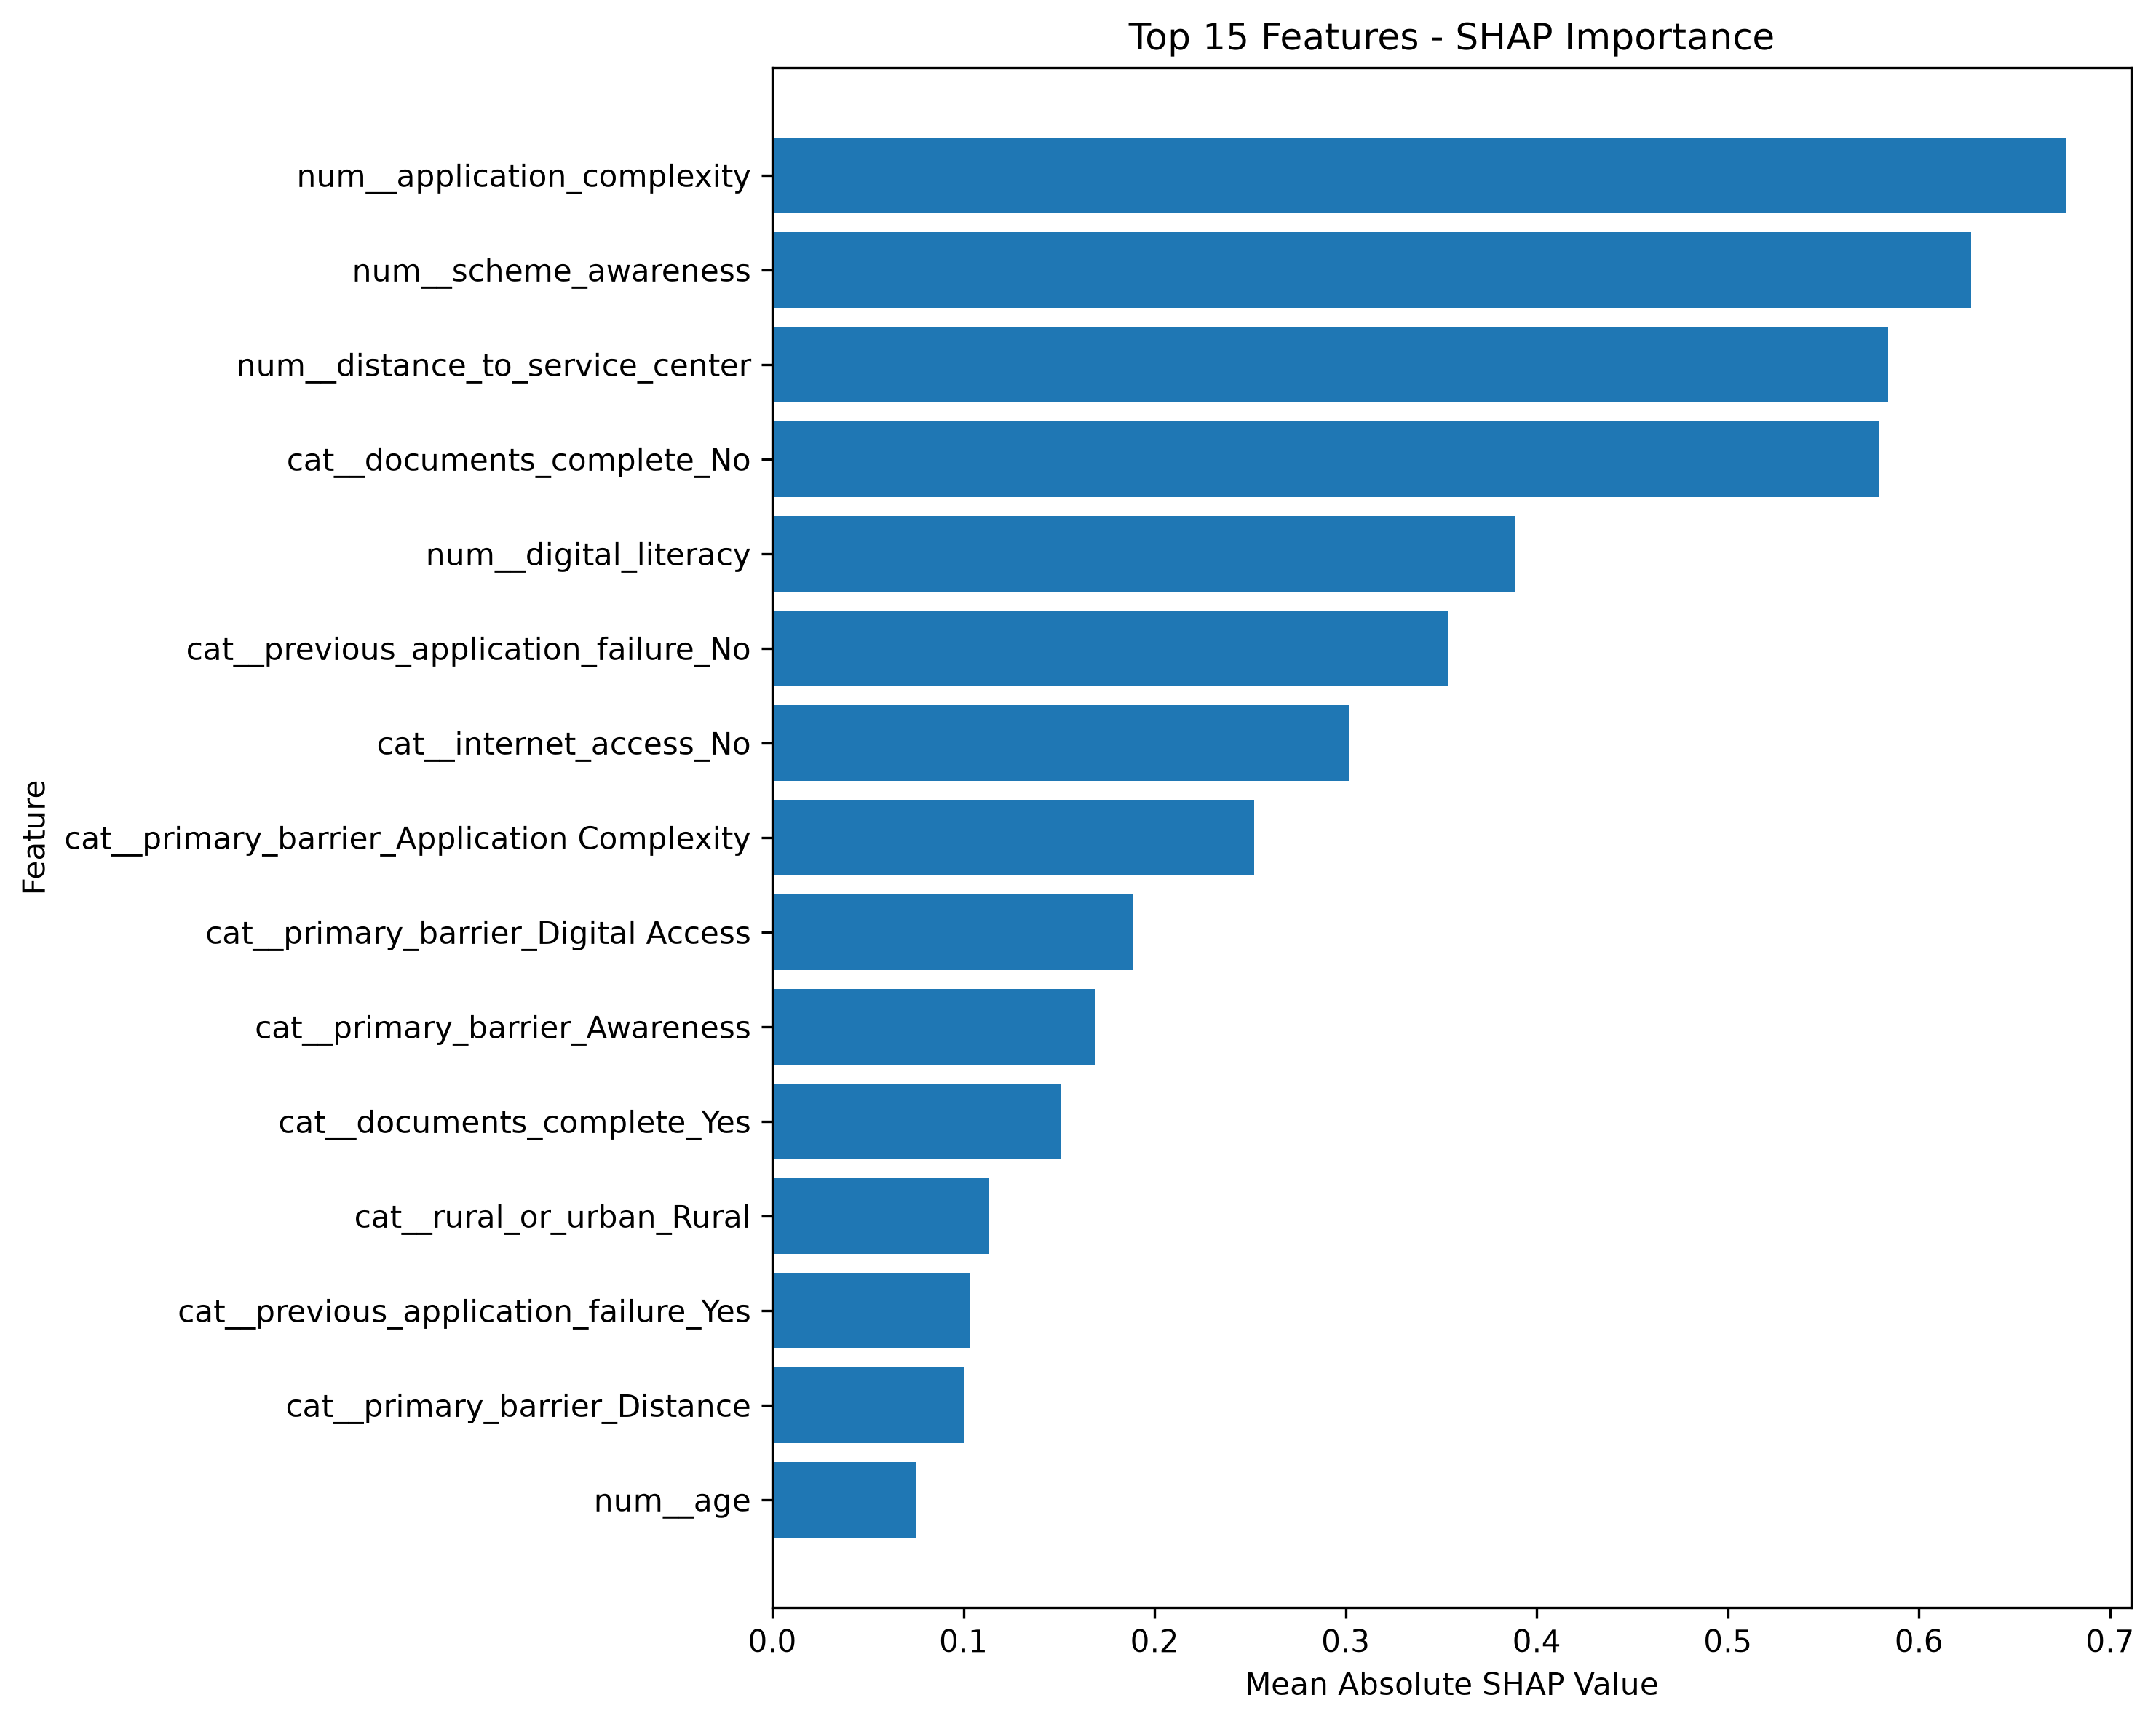 Top 15 Features - SHAP Importance
num__application_complexity
num__scheme_awareness
num__distance_to_service_center
cat__documents_complete_No
num__digital_literacy
cat__previous_application_failure_No
cat__internet_access_No
cat__primary_barrier_Application Complexity
cat__primary_barrier_Digital Access
cat__primary_barrier_Awareness
cat__documents_complete_Yes
cat__rural_or_urban_Rural
cat__previous_application_failure_Yes
cat__primary_barrier_Distance
num__age
Feature
0.0 0.1 0.2 0.3 0.4 0.5 0.6 0.7
Mean Absolute SHAP Value